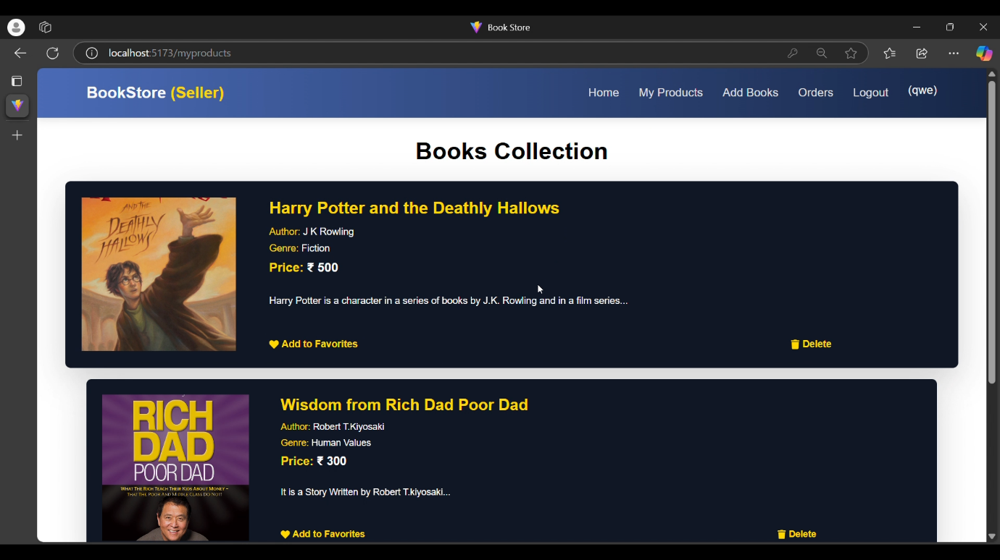 Book Store
localhost:5173/myproducts
BookStore (Seller)
Home My Products Add Books Orders Logout (qwe)
Books Collection
AND THE
DEATHLY
HALLOWS
Harry Potter and the Deathly Hallows
Author: J K Rowling
Genre: Fiction
Price: ₹ 500
Harry Potter is a character in a series of books by J.K. Rowling and in a film series...
Add to Favorites
Delete
RICH
DAD
POOR DAD
WHAT THE RICH TEACH THEIR KIDS ABOUT MONEY –
THAT THE POOR AND MIDDLE CLASS DO NOT!
Wisdom from Rich Dad Poor Dad
Author: Robert T.Kiyosaki
Genre: Human Values
Price: ₹ 300
It is a Story Written by Robert T.kiyosaki...
Add to Favorites
Delete